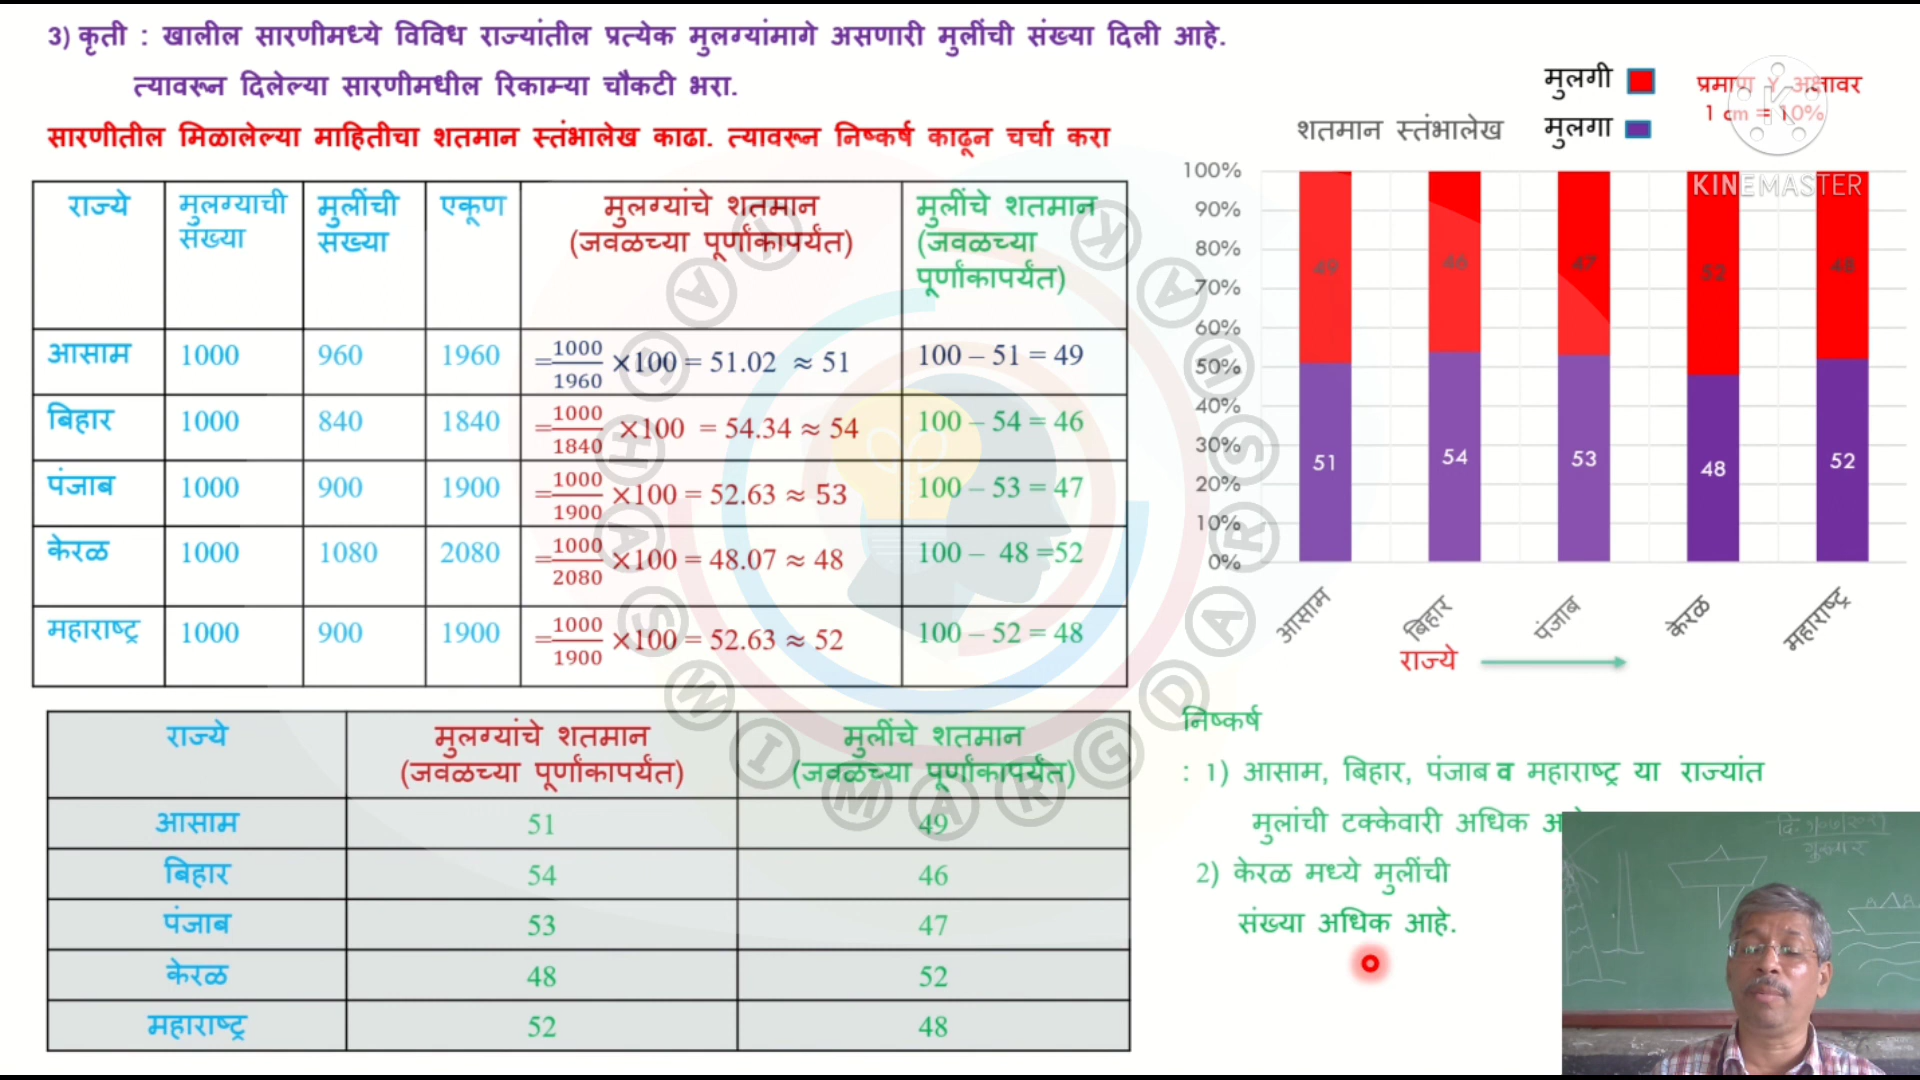 3) कृती : खालील सारणीमध्ये विविध राज्यांतील प्रत्येक मुलग्यांमागे असणारी मुलींची संख्या दिली आहे.
त्यावरून दिलेल्या सारणीमधील रिकाम्या चौकटी भरा.
सारणीतील मिळालेल्या माहितीचा शतमान स्तंभालेख काढा. त्यावरून निष्कर्ष काढून चर्चा करा
राज्ये मुलग्याची संख्या मुलींची संख्या एकूण मुलग्यांचे शतमान (जवळच्या पूर्णांकापर्यंत) मुलींचे शतमान (जवळच्या पूर्णांकापर्यंत)
आसाम 1000 960 1960 =1000/1960 ×100 = 51.02 ≈ 51 100 – 51 = 49
बिहार 1000 840 1840 =1000/1840 ×100 = 54.34 ≈ 54 100 – 54 = 46
पंजाब 1000 900 1900 =1000/1900 ×100 = 52.63 ≈ 53 100 – 53 = 47
केरळ 1000 1080 2080 =1000/2080 ×100 = 48.07 ≈ 48 100 – 48 =52
महाराष्ट्र 1000 900 1900 =1000/1900 ×100 = 52.63 ≈ 52 100 – 52 = 48
राज्ये मुलग्यांचे शतमान (जवळच्या पूर्णांकापर्यंत) मुलींचे शतमान (जवळच्या पूर्णांकापर्यंत)
आसाम 51 49
बिहार 54 46
पंजाब 53 47
केरळ 48 52
महाराष्ट्र 52 48
मुलगी
मुलगा
प्रमाण Y अक्षावर
1 cm = 10%
शतमान स्तंभालेख
KINEMASTER
100%
90%
80%
70%
60%
50%
40%
30%
20%
10%
0%
49 46 47 52 48
51 54 53 48 52
आसाम बिहार पंजाब केरळ महाराष्ट्र
राज्ये
निष्कर्ष
: 1) आसाम, बिहार, पंजाब व महाराष्ट्र या राज्यांत
मुलांची टक्केवारी अधिक
2) केरळ मध्ये मुलींची
संख्या अधिक आहे.
गुरुवार